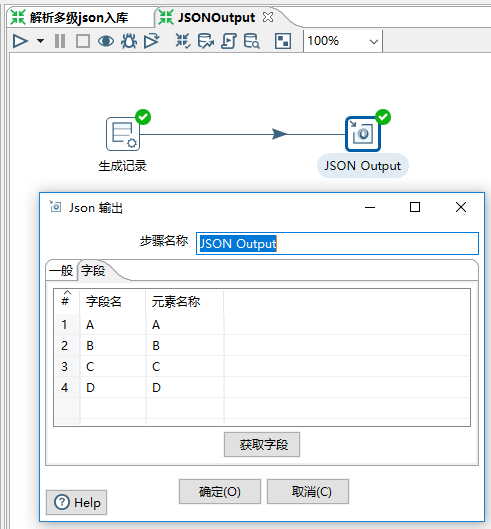 解析多级json入库 JSONOutput
100%
生成记录 JSON Output
Json 输出
步骤名称 JSON Output
一般 字段
# 字段名 元素名称
1 A A
2 B B
3 C C
4 D D
获取字段
Help 确定(O) 取消(C)